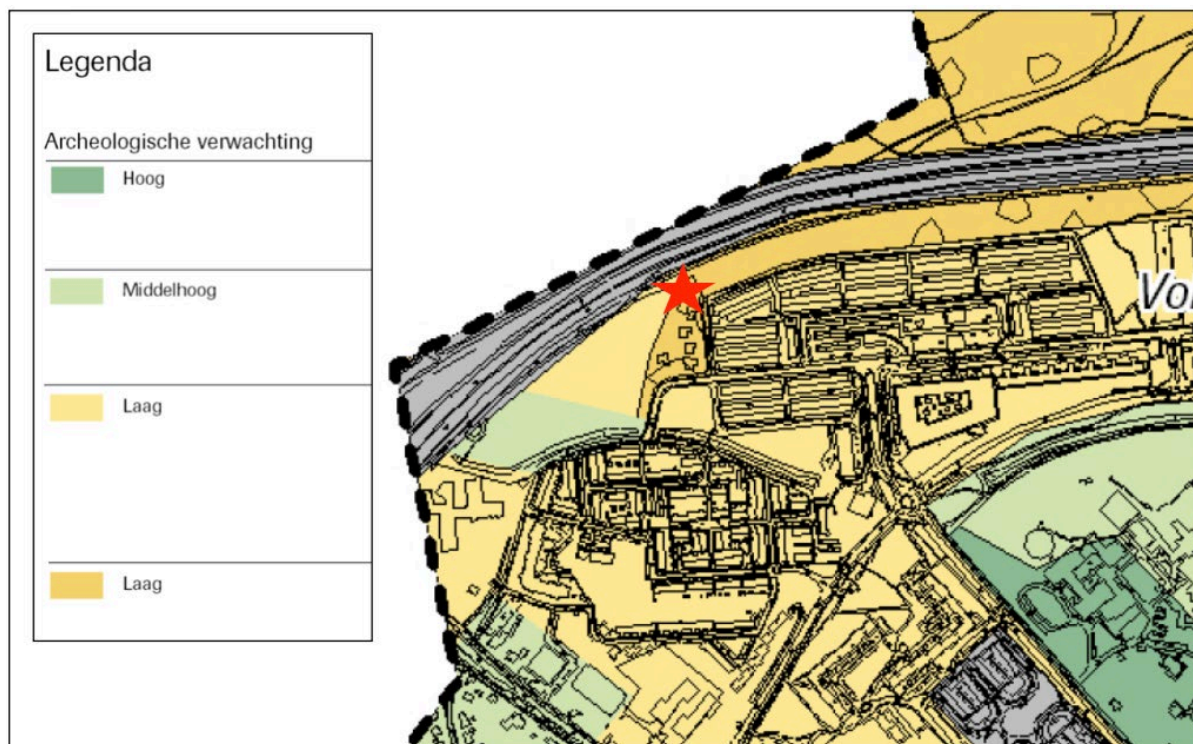 Legenda
Archeologische verwachting
Hoog
Middelhoog
Laag
Laag